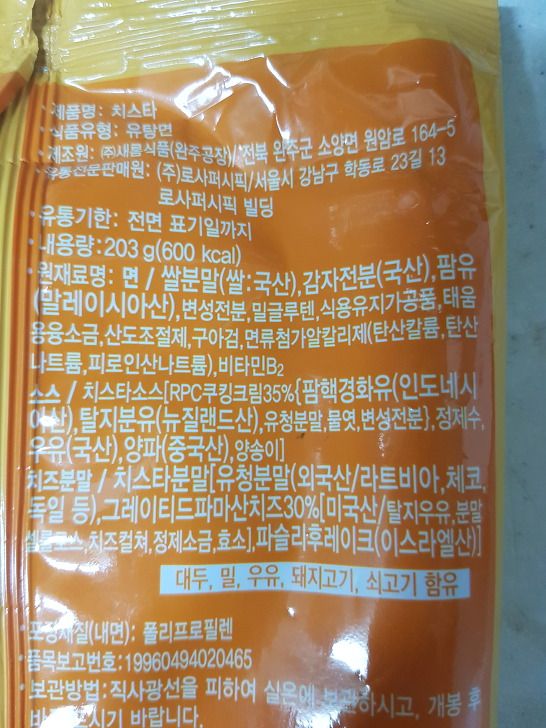 · 제품명: 치스타
· 식품유형: 유탕면
· 제조원: ㈜새롬식품(완주공장)/전북 완주군 소양면 원암로 164-5
· 유통전문판매원: (주)로사퍼시픽/서울시 강남구 학동로 23길 13
로사퍼시픽 빌딩
· 유통기한: 전면 표기일까지
· 내용량:203 g(600 kcal)
· 원재료명: 면 / 쌀분말(쌀:국산),감자전분(국산),팜유
(말레이시아산),변성전분,밀글루텐,식용유지가공품,태움
용융소금,산도조절제,구아검,면류첨가알칼리제(탄산칼륨,탄산
나트륨,피로인산나트륨),비타민B₂
소스 / 치스타소스[RPC쿠킹크림35%{팜핵경화유(인도네시
아산),탈지분유(뉴질랜드산),유청분말,물엿,변성전분},정제수,
우유(국산),양파(중국산),양송이]
치즈분말 / 치스타분말[유청분말(외국산/라트비아,체코,
독일 등),그레이티드파마산치즈30%[미국산/탈지우유,분말
셀룰로스,치즈컬쳐,정제소금,효소],파슬리후레이크(이스라엘산)]
대두, 밀, 우유, 돼지고기, 쇠고기 함유
· 포장재질(내면): 폴리프로필렌
· 품목보고번호:19960494020465
· 보관방법:직사광선을 피하여 실온에 보관하시고, 개봉 후
바로 드시기 바랍니다.